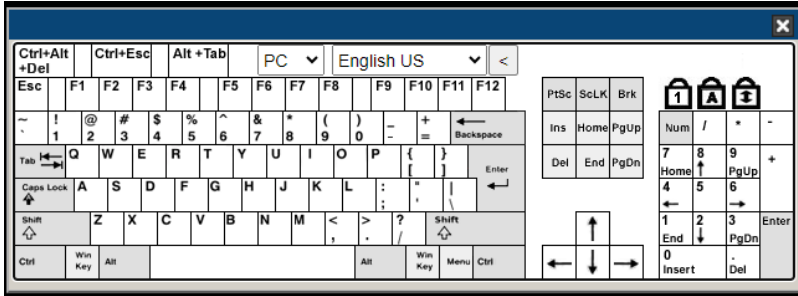 Ctrl+Alt+Del Ctrl+Esc Alt +Tab PC English US <
Esc F1 F2 F3 F4 F5 F6 F7 F8 F9 F10 F11 F12
PtSc ScLK Brk
1 A
~ ` ! 1 @ 2 # 3 $ 4 % 5 ^ 6 & 7 * 8 ( 9 ) 0 _ - + = Backspace
Ins Home PgUp
Num / * -
Tab Q W E R T Y U I O P { [ } ] Enter
Del End PgDn
7 Home 8 9 PgUp +
Caps Lock A S D F G H J K L : ; " ' | \
4 5 6
Shift Z X C V B N M < , > . ? / Shift
1 End 2 3 PgDn Enter
Ctrl Win Key Alt Alt Win Key Menu Ctrl
0 Insert . Del